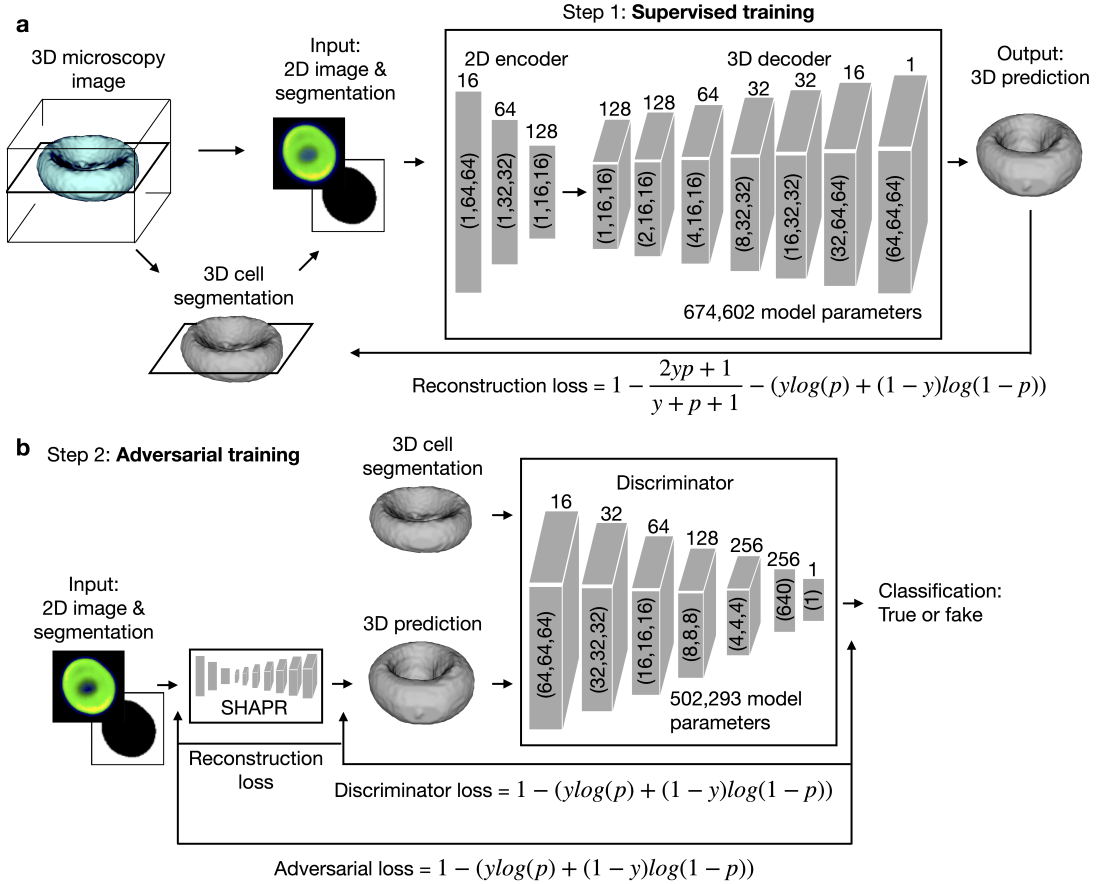 a
Step 1: Supervised training
3D microscopy
image
Input:
2D image &
segmentation
2D encoder
3D decoder
Output:
3D prediction
16
64
128
128
128
64
32
32
16
1
(1,64,64)
(1,32,32)
(1,16,16)
(1,16,16)
(2,16,16)
(4,16,16)
(8,32,32)
(16,32,32)
(32,64,64)
(64,64,64)
3D cell
segmentation
674,602 model parameters
Reconstruction loss = 1 − \frac{2yp + 1}{y + p + 1} − (ylog(p) + (1 − y)log(1 − p))
b
Step 2: Adversarial training
3D cell
segmentation
Discriminator
16
32
64
128
256
256
1
(64,64,64)
(32,32,32)
(16,16,16)
(8,8,8)
(4,4,4)
(640)
(1)
Input:
2D image &
segmentation
3D prediction
Classification:
True or fake
SHAPR
502,293 model
parameters
Reconstruction
loss
Discriminator loss = 1 − (ylog(p) + (1 − y)log(1 − p))
Adversarial loss = 1 − (ylog(p) + (1 − y)log(1 − p))